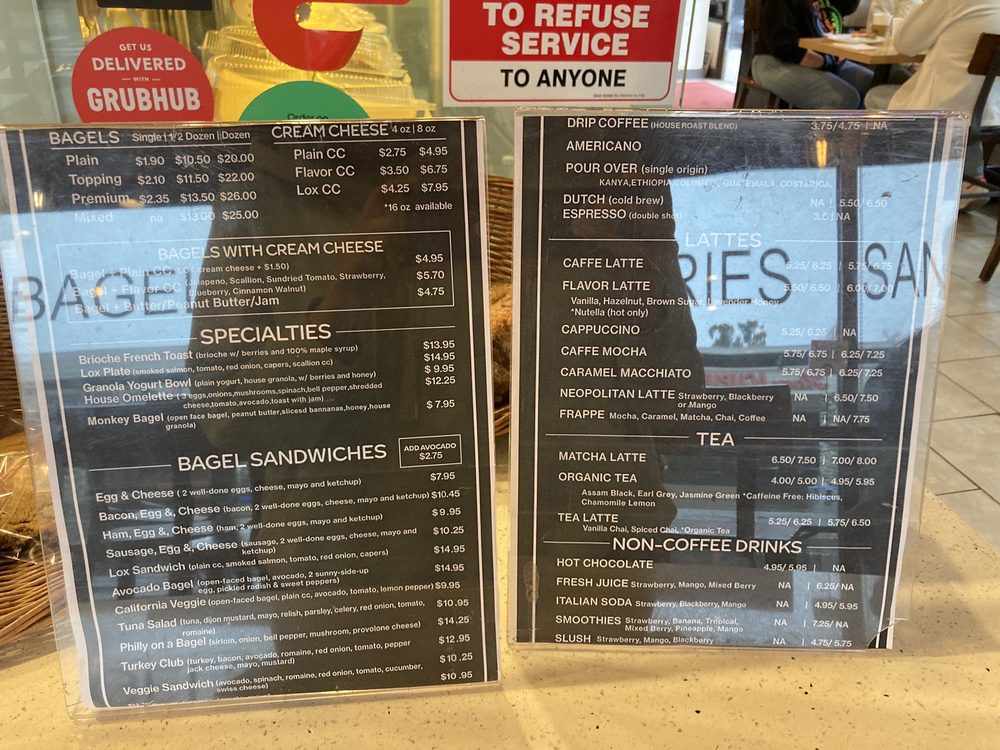 GET US
DELIVERED
WITH
GRUBHUB
Order on
TO REFUSE
SERVICE
TO ANYONE
BAGELS Single | 1/2 Dozen | Dozen
Plain $1.90 $10.50 $20.00
Topping $2.10 $11.50 $22.00
Premium $2.35 $13.50 $26.00
Mixed na $13.00 $25.00
CREAM CHEESE 4 oz | 8 oz
Plain CC $2.75 $4.95
Flavor CC $3.50 $6.75
Lox CC $4.25 $7.95
*16 oz available
BAGELS WITH CREAM CHEESE
Bagel + Plain CC (Lox cream cheese + $1.50) $4.95
Bagel + Flavor CC (Jalapeno, Scallion, Sundried Tomato, Strawberry, $5.70
Blueberry, Cinnamon Walnut)
Bagel + Butter/Peanut Butter/Jam $4.75
SPECIALTIES
Brioche French Toast (brioche w/ berries and 100% maple syrup) $13.95
Lox Plate (smoked salmon, tomato, red onion, capers, scallion cc) $14.95
Granola Yogurt Bowl (plain yogurt, house granola, w/ berries and honey) $ 9.95
House Omelette ( 3 eggs,onions,mushrooms,spinach,bell pepper,shredded $12.25
cheese,tomato,avocado,toast with jam)
Monkey Bagel (open face bagel, peanut butter,sliced bannanas,honey,house $ 7.95
granola)
BAGEL SANDWICHES
ADD AVOCADO
$2.75
Egg & Cheese ( 2 well-done eggs, cheese, mayo and ketchup) $7.95
Bacon, Egg &, Cheese (bacon, 2 well-done eggs, cheese, mayo and ketchup) $10.45
Ham, Egg &, Cheese (ham, 2 well-done eggs, mayo and ketchup) $ 9.95
Sausage, Egg &, Cheese (sausage, 2 well-done eggs, cheese, mayo and $ 10.25
ketchup)
Lox Sandwich (plain cc, smoked salmon, tomato, red onion, capers) $14.95
Avocado Bagel (open-faced bagel, avocado, 2 sunny-side-up $14.95
egg, pickled radish & sweet peppers)
California Veggie (open-faced bagel, plain cc, avocado, tomato, lemon pepper) $9.95
Tuna Salad (tuna, dijon mustard, mayo, relish, parsley, celery, red onion, tomato, $10.95
romaine)
Philly on a Bagel (sirloin, onion, bell pepper, mushroom, provolone cheese) $14.25
Turkey Club (turkey, bacon, avocado, romaine, red onion, tomato, pepper $12.95
jack cheese, mayo, mustard)
$10 .25
Veggie Sandwich (avocado, spinach, romaine, red onion, tomato, cucumber, $10 .95
swiss cheese)
DRIP COFFEE (HOUSE ROAST BLEND) 3.75/4.75 | NA
AMERICANO
POUR OVER (single origin)
KANYA,ETHIOPIA,COLOMBIA, GUATEMALA, COSTARICA,
DUTCH (cold brew) NA | 5.50/ 6.50
ESPRESSO (double shot) 3.5 | NA
LATTES
CAFFE LATTE 5.25/ 6.25 | 5.75/ 6.75
FLAVOR LATTE 5.50/ 6.50 | 6.00/ 7.00
Vanilla, Hazelnut, Brown Sugar, Lavender Honey
*Nutella (hot only)
CAPPUCCINO 5.25/ 6.25 | NA
CAFFE MOCHA 5.75/ 6.75 | 6.25/ 7.25
CARAMEL MACCHIATO 5.75/ 6.75 | 6.25/ 7.25
NEOPOLITAN LATTE Strawberry, Blackberry NA | 6.50/ 7.50
or Mango
FRAPPE Mocha, Caramel, Matcha, Chai, Coffee NA | NA/ 7.75
TEA
MATCHA LATTE 6.50/ 7.50 | 7.00/ 8.00
ORGANIC TEA 4.00/ 5.00 | 4.95/ 5.95
Assam Black, Earl Grey, Jasmine Green *Caffeine Free: Hibiscus,
Chamomile Lemon
TEA LATTE 5.25/ 6.25 | 5.75/ 6.50
Vanilla Chai, Spiced Chai, *Organic Tea
NON-COFFEE DRINKS
HOT CHOCOLATE 4.95/ 5.95 | NA
FRESH JUICE Strawberry, Mango, Mixed Berry NA | 6.25/ NA
ITALIAN SODA Strawberry, Blackberry, Mango NA | 4.95/ 5.95
SMOOTHIES Strawberry, Banana, Tropical, NA | 7.25/ NA
Mixed Berry, Pineapple, Mango
SLUSH Strawberry, Mango, Blackberry NA | 4.75/ 5.75